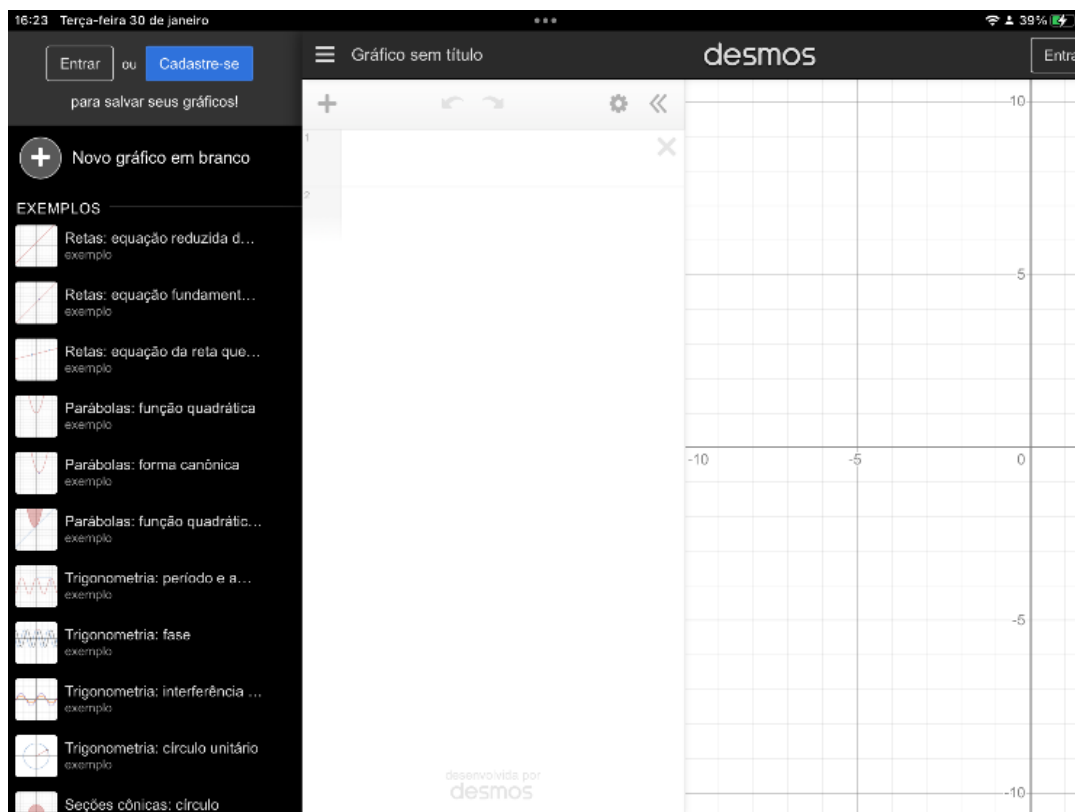 16:23 Terça-feira 30 de janeiro
39%
Entrar ou Cadastre-se
para salvar seus gráficos!
Novo gráfico em branco
EXEMPLOS
Retas: equação reduzida d...
exemplo
Retas: equação fundament...
exemplo
Retas: equação da reta que...
exemplo
Parábolas: função quadrática
exemplo
Parábolas: forma canônica
exemplo
Parábolas: função quadrátic...
exemplo
Trigonometria: período e a...
exemplo
Trigonometria: fase
exemplo
Trigonometria: interferência ...
exemplo
Trigonometria: círculo unitário
exemplo
Seções cônicas: círculo
Gráfico sem título
desmos
Entra
1
2
desenvolvida por
desmos
10
5
-10 -5 0
-5
-10